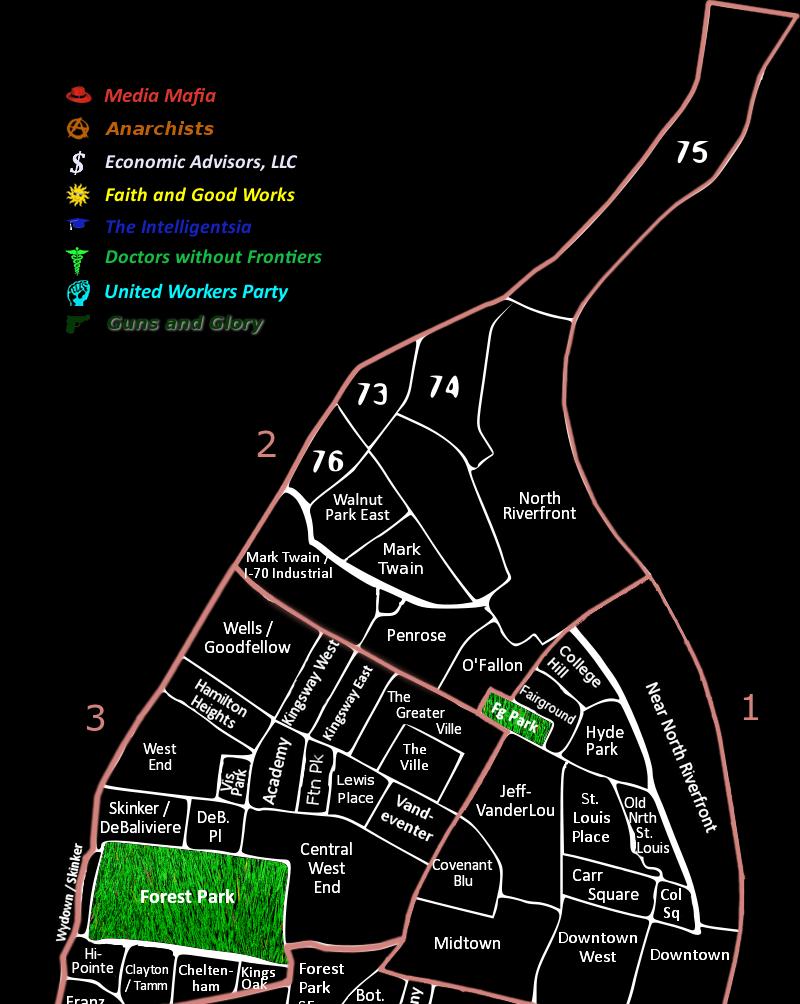 Media Mafia
Anarchists
$ Economic Advisors, LLC
Faith and Good Works
The Intelligentsia
Doctors without Frontiers
United Workers Party
Guns and Glory
75
73
74
2
76
Walnut
Park East
North
Riverfront
Mark
Twain
Mark Twain /
I-70 Industrial
Wells /
Goodfellow
Penrose
O'Fallon
College
Hill
Kingsway West
Kingsway East
Hamilton
Heights
The
Greater
Ville
Fg Park
Fairground
Near North Riverfront
1
3
West
End
Vis.
Park
Academy
Ftn Pk
The
Ville
Hyde
Park
Lewis
Place
Vand-
eventer
Jeff-
VanderLou
St.
Louis
Place
Old
Nrth
St.
Louis
Skinker /
DeBaliviere
DeB.
Pl
Central
West
End
Covenant
Blu
Carr
Square
Col
Sq
Wydown / Skinker
Forest Park
Midtown
Downtown
West
Downtown
Hi-
Pointe
Clayton
/ Tamm
Chelten-
ham
Kings
Oak
Forest
Park
SE
Bot.
ny
Franz